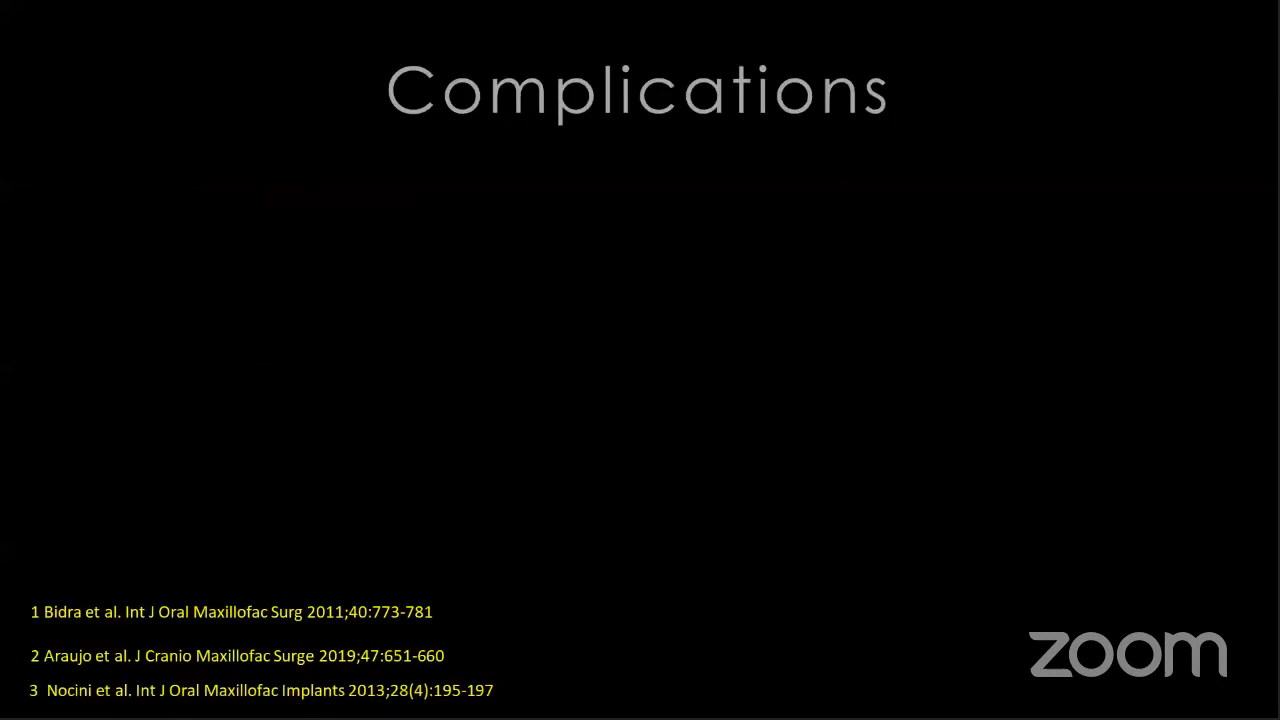 Complications
1 Bidra et al. Int J Oral Maxillofac Surg 2011;40:773-781
2 Araujo et al. J Cranio Maxillofac Surge 2019;47:651-660
3 Nocini et al. Int J Oral Maxillofac Implants 2013;28(4):195-197
zoom